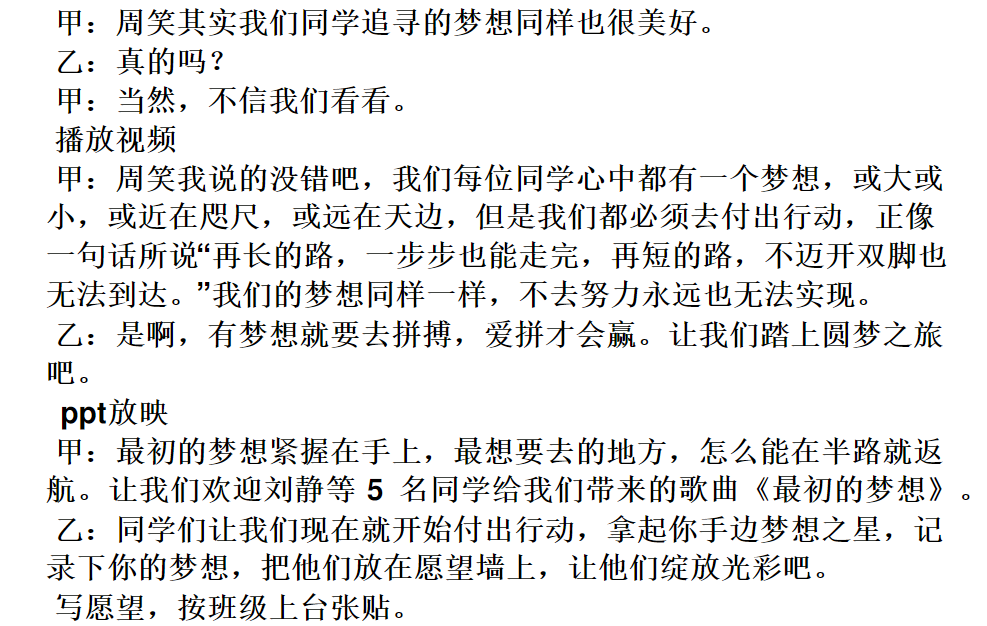 甲：周笑其实我们同学追寻的梦想同样也很美好。
乙：真的吗？
甲：当然，不信我们看看。
播放视频
甲：周笑我说的没错吧，我们每位同学心中都有一个梦想，或大或
小，或近在咫尺，或远在天边，但是我们都必须去付出行动，正像
一句话所说“再长的路，一步步也能走完，再短的路，不迈开双脚也
无法到达。”我们的梦想同样一样，不去努力永远也无法实现。
乙：是啊，有梦想就要去拼搏，爱拼才会赢。让我们踏上圆梦之旅
吧。
ppt放映
甲：最初的梦想紧握在手上，最想要去的地方，怎么能在半路就返
航。让我们欢迎刘静等 5 名同学给我们带来的歌曲《最初的梦想》。
乙：同学们让我们现在就开始付出行动，拿起你手边梦想之星，记
录下你的梦想，把他们放在愿望墙上，让他们绽放光彩吧。
写愿望，按班级上台张贴。